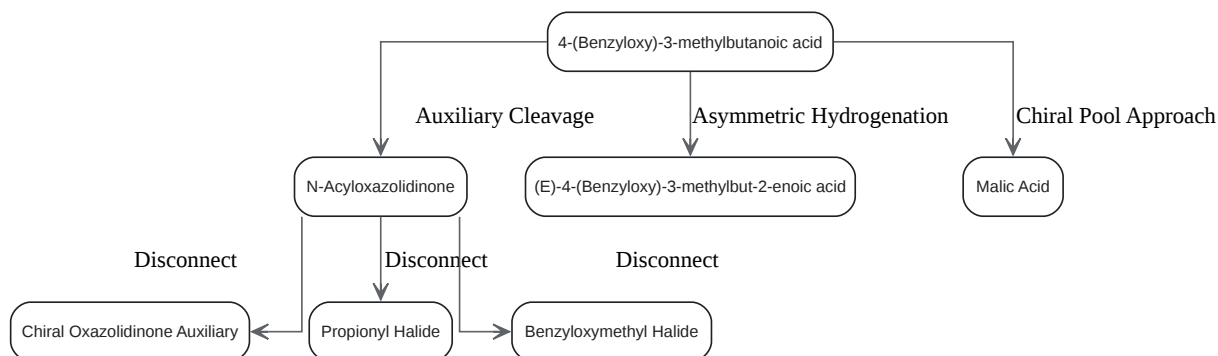 4-(Benzyloxy)-3-methylbutanoic acid
Auxiliary Cleavage
Asymmetric Hydrogenation
Chiral Pool Approach
N-Acyloxazolidinone
(E)-4-(Benzyloxy)-3-methylbut-2-enoic acid
Malic Acid
Disconnect
Disconnect
Disconnect
Chiral Oxazolidinone Auxiliary
Propionyl Halide
Benzyloxymethyl Halide